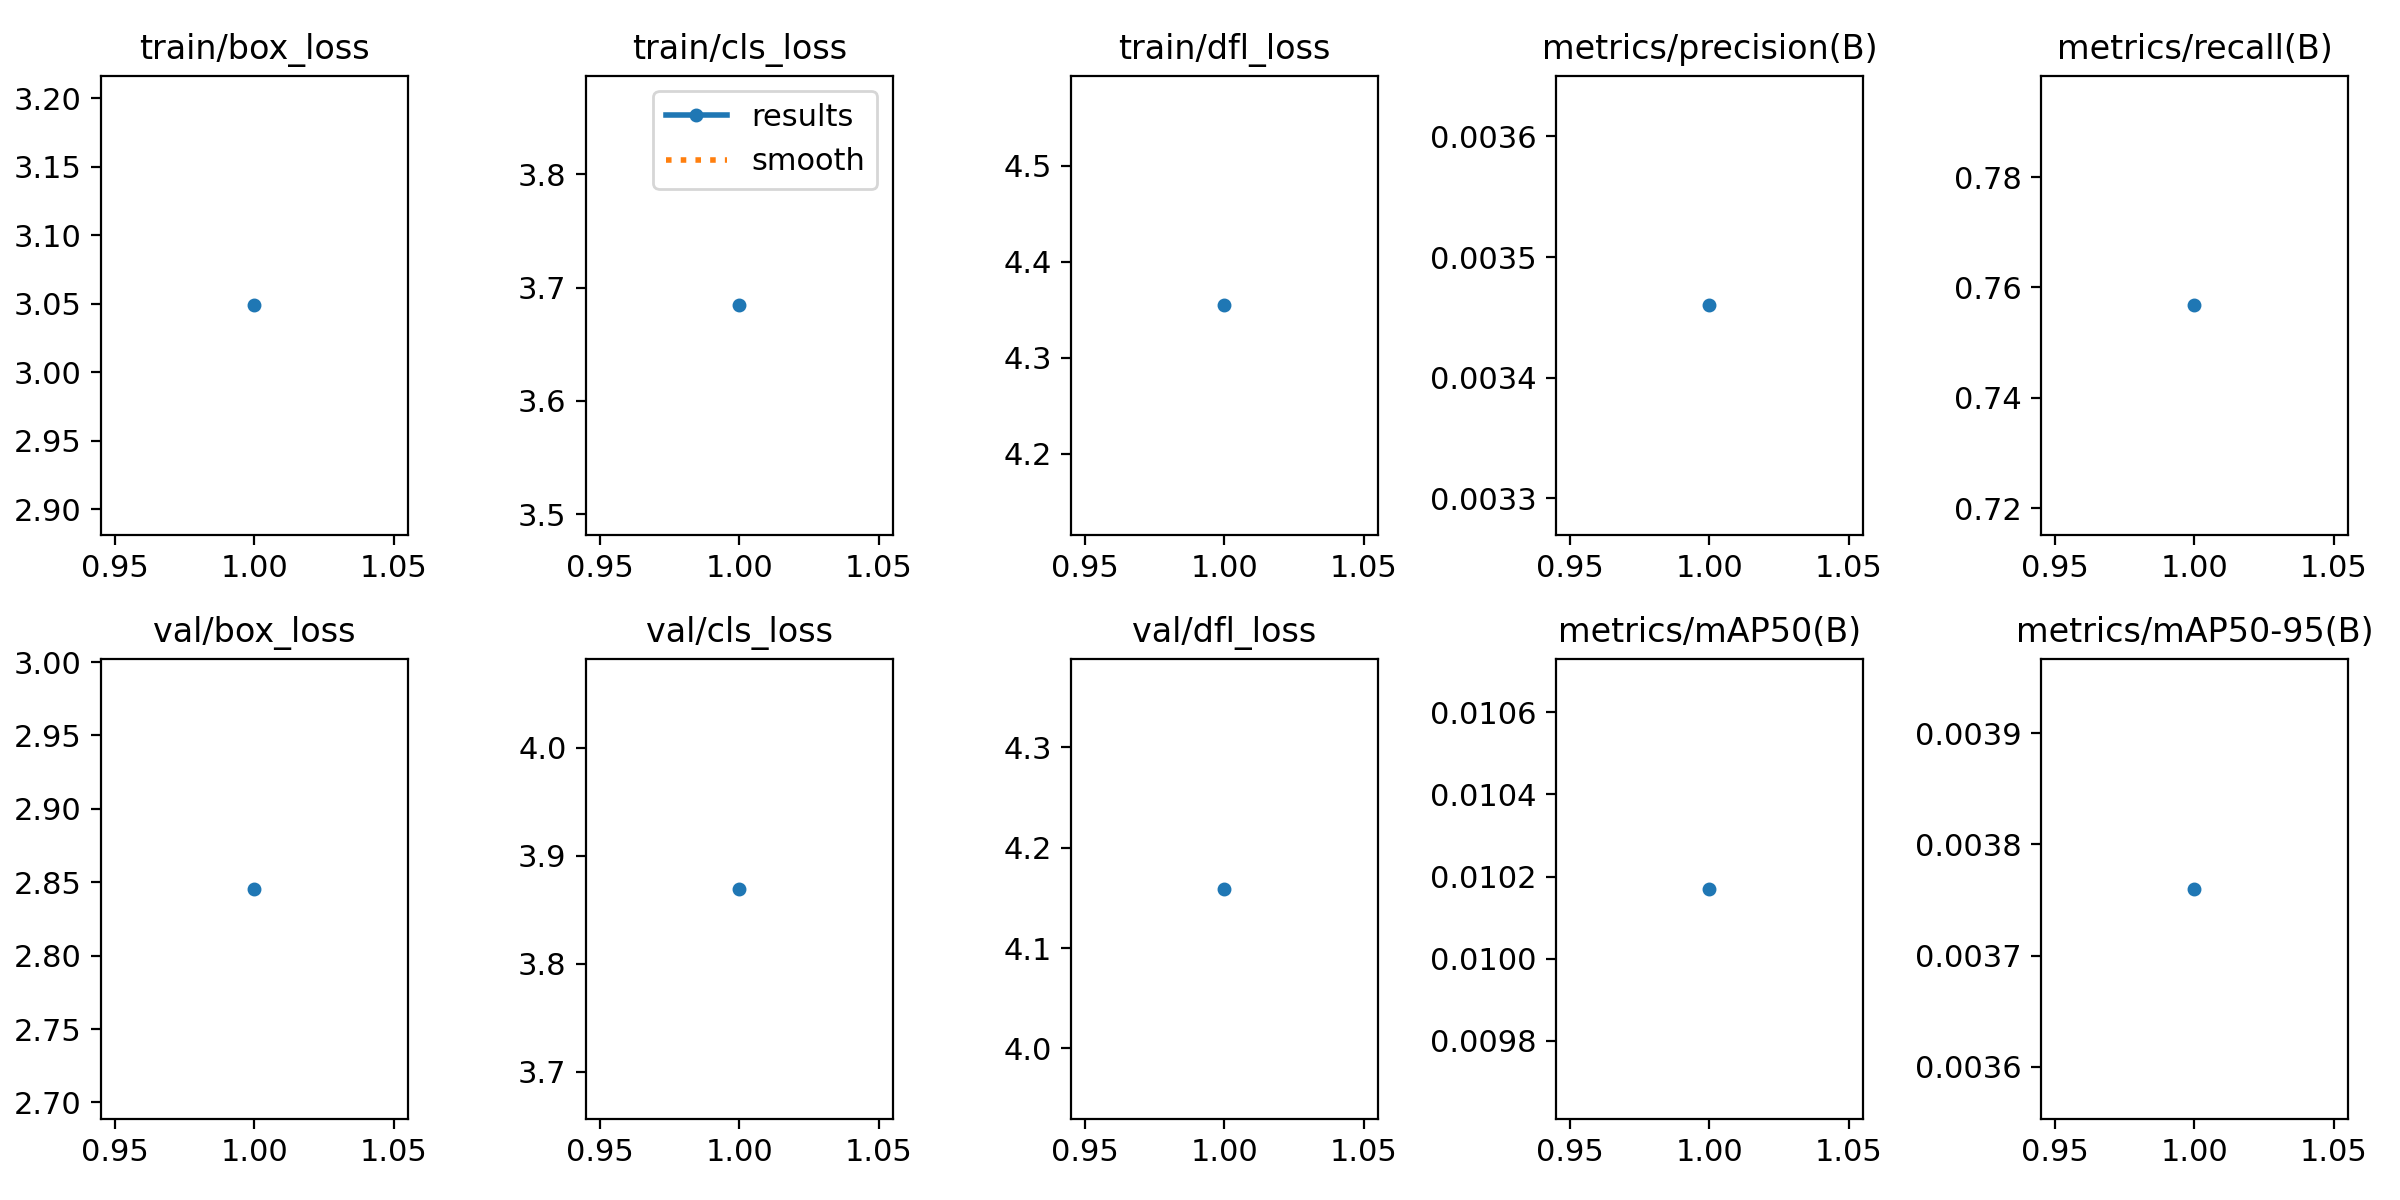 train/box_loss
3.20
3.15
3.10
3.05
3.00
2.95
2.90
0.95 1.00 1.05
train/cls_loss
results
smooth
3.8
3.7
3.6
3.5
0.95 1.00 1.05
train/dfl_loss
4.5
4.4
4.3
4.2
0.95 1.00 1.05
metrics/precision(B)
0.0036
0.0035
0.0034
0.0033
0.95 1.00 1.05
metrics/recall(B)
0.78
0.76
0.74
0.72
0.95 1.00 1.05
val/box_loss
3.00
2.95
2.90
2.85
2.80
2.75
2.70
0.95 1.00 1.05
val/cls_loss
4.0
3.9
3.8
3.7
0.95 1.00 1.05
val/dfl_loss
4.3
4.2
4.1
4.0
0.95 1.00 1.05
metrics/mAP50(B)
0.0106
0.0104
0.0102
0.0100
0.0098
0.95 1.00 1.05
metrics/mAP50-95(B)
0.0039
0.0038
0.0037
0.0036
0.95 1.00 1.05